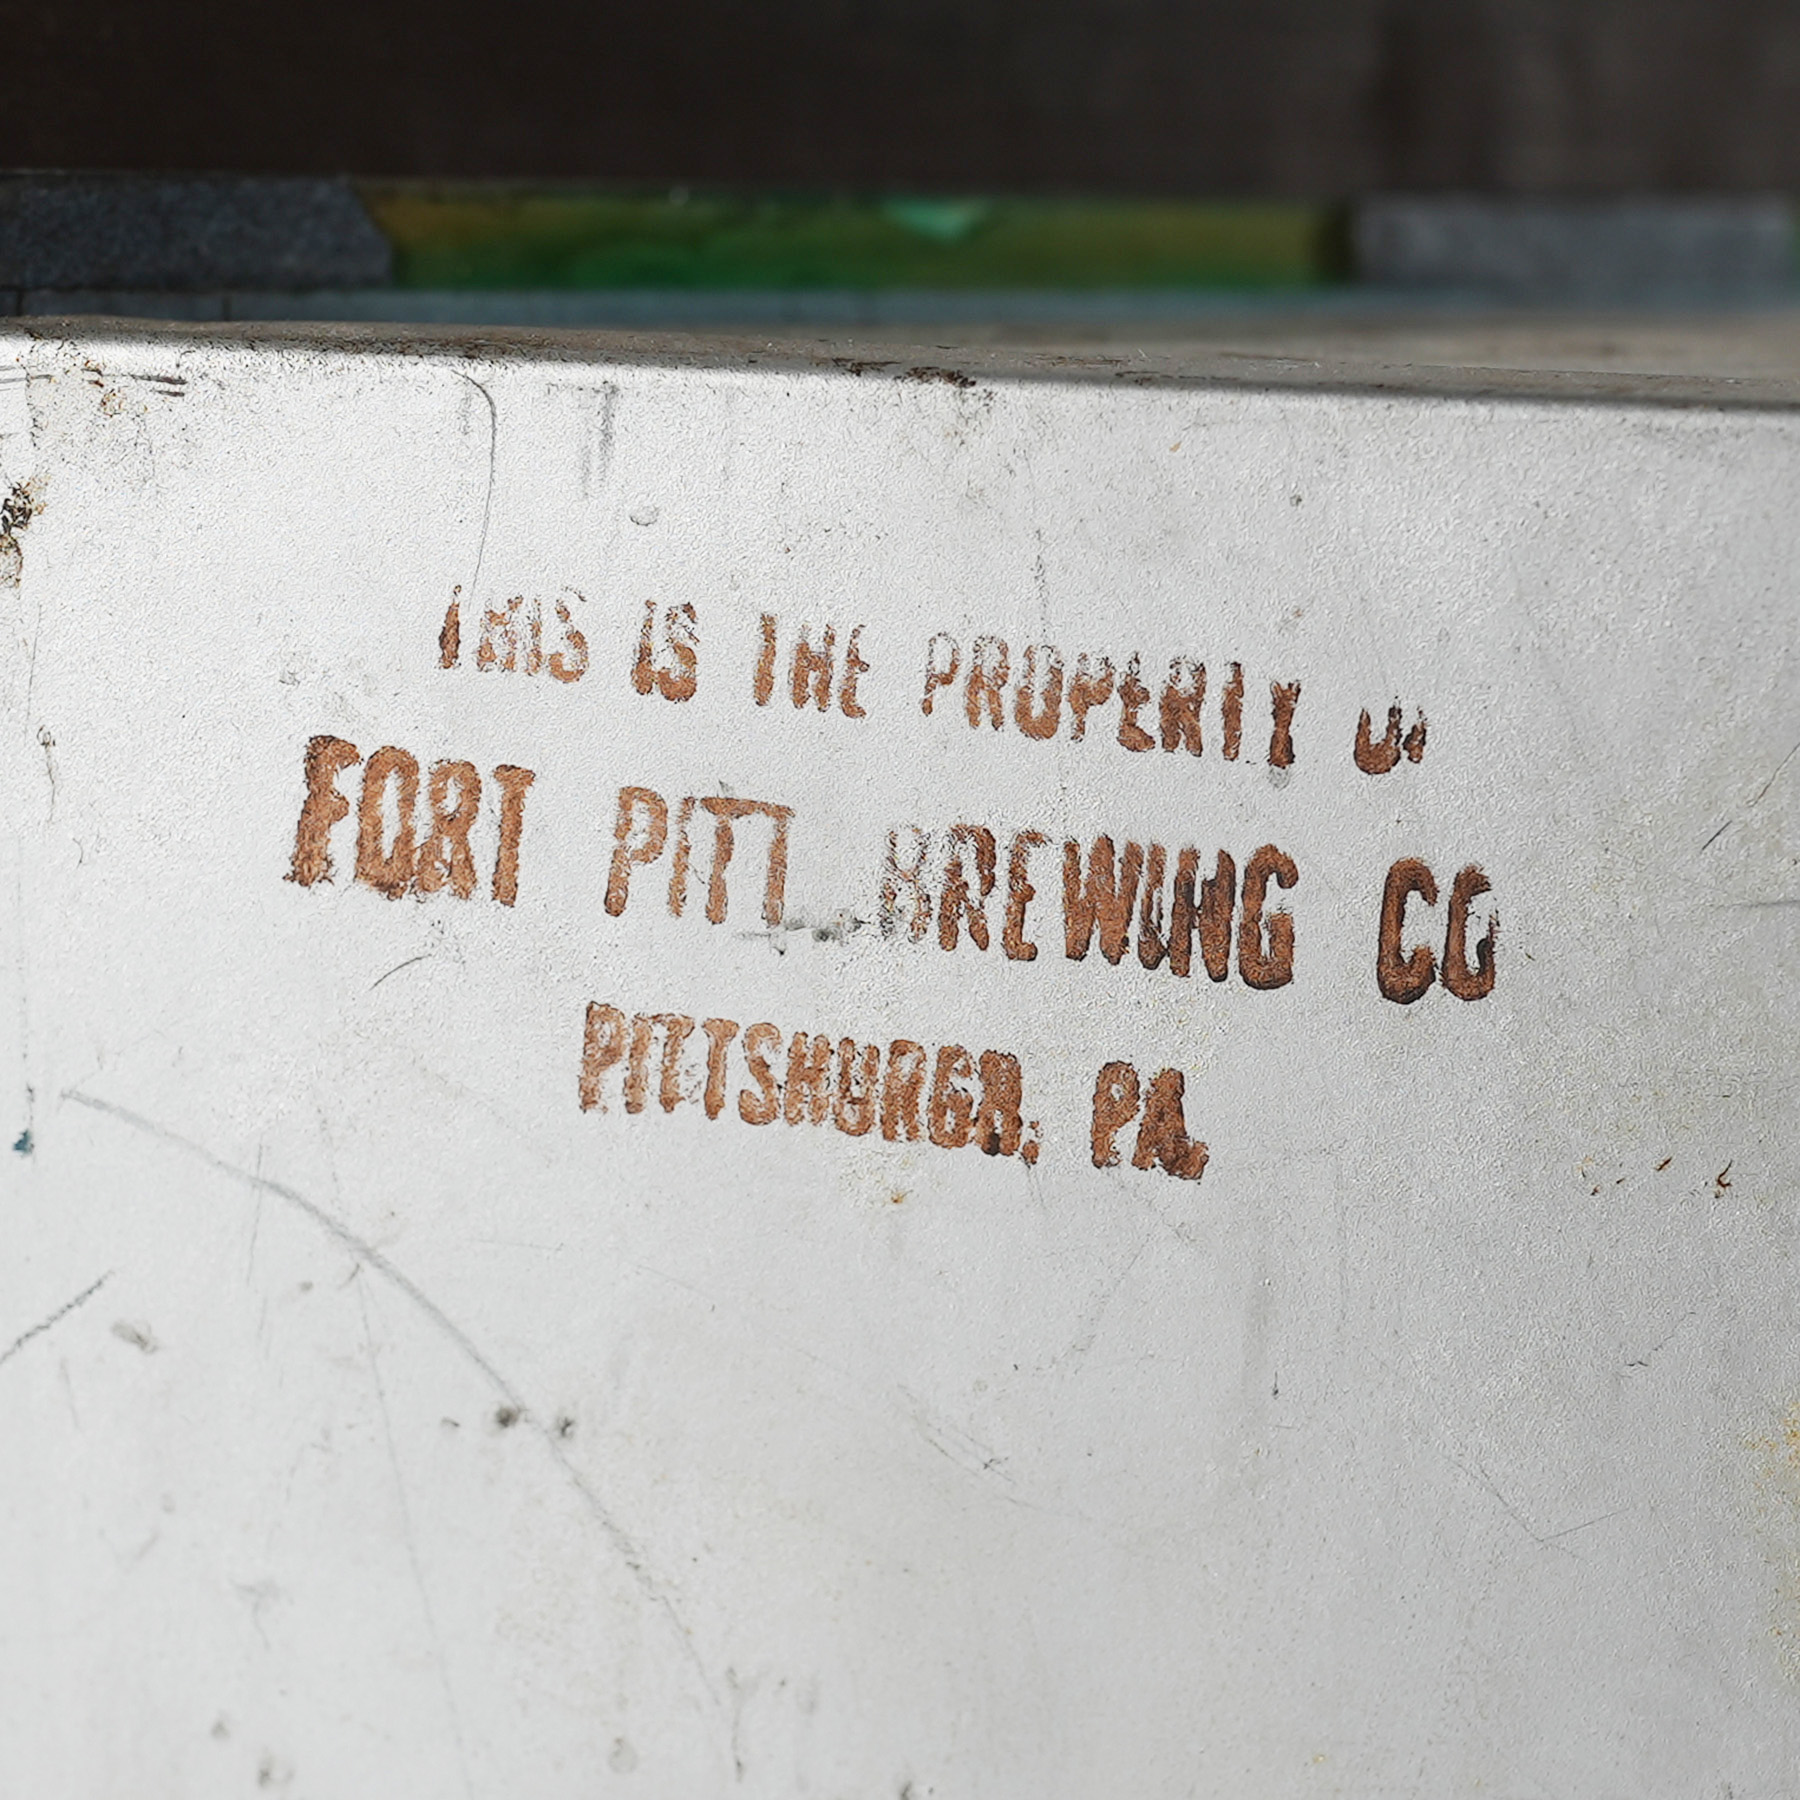 THIS IS THE PROPERTY OF
FORT PITT BREWING CO
PITTSBURGH, PA.